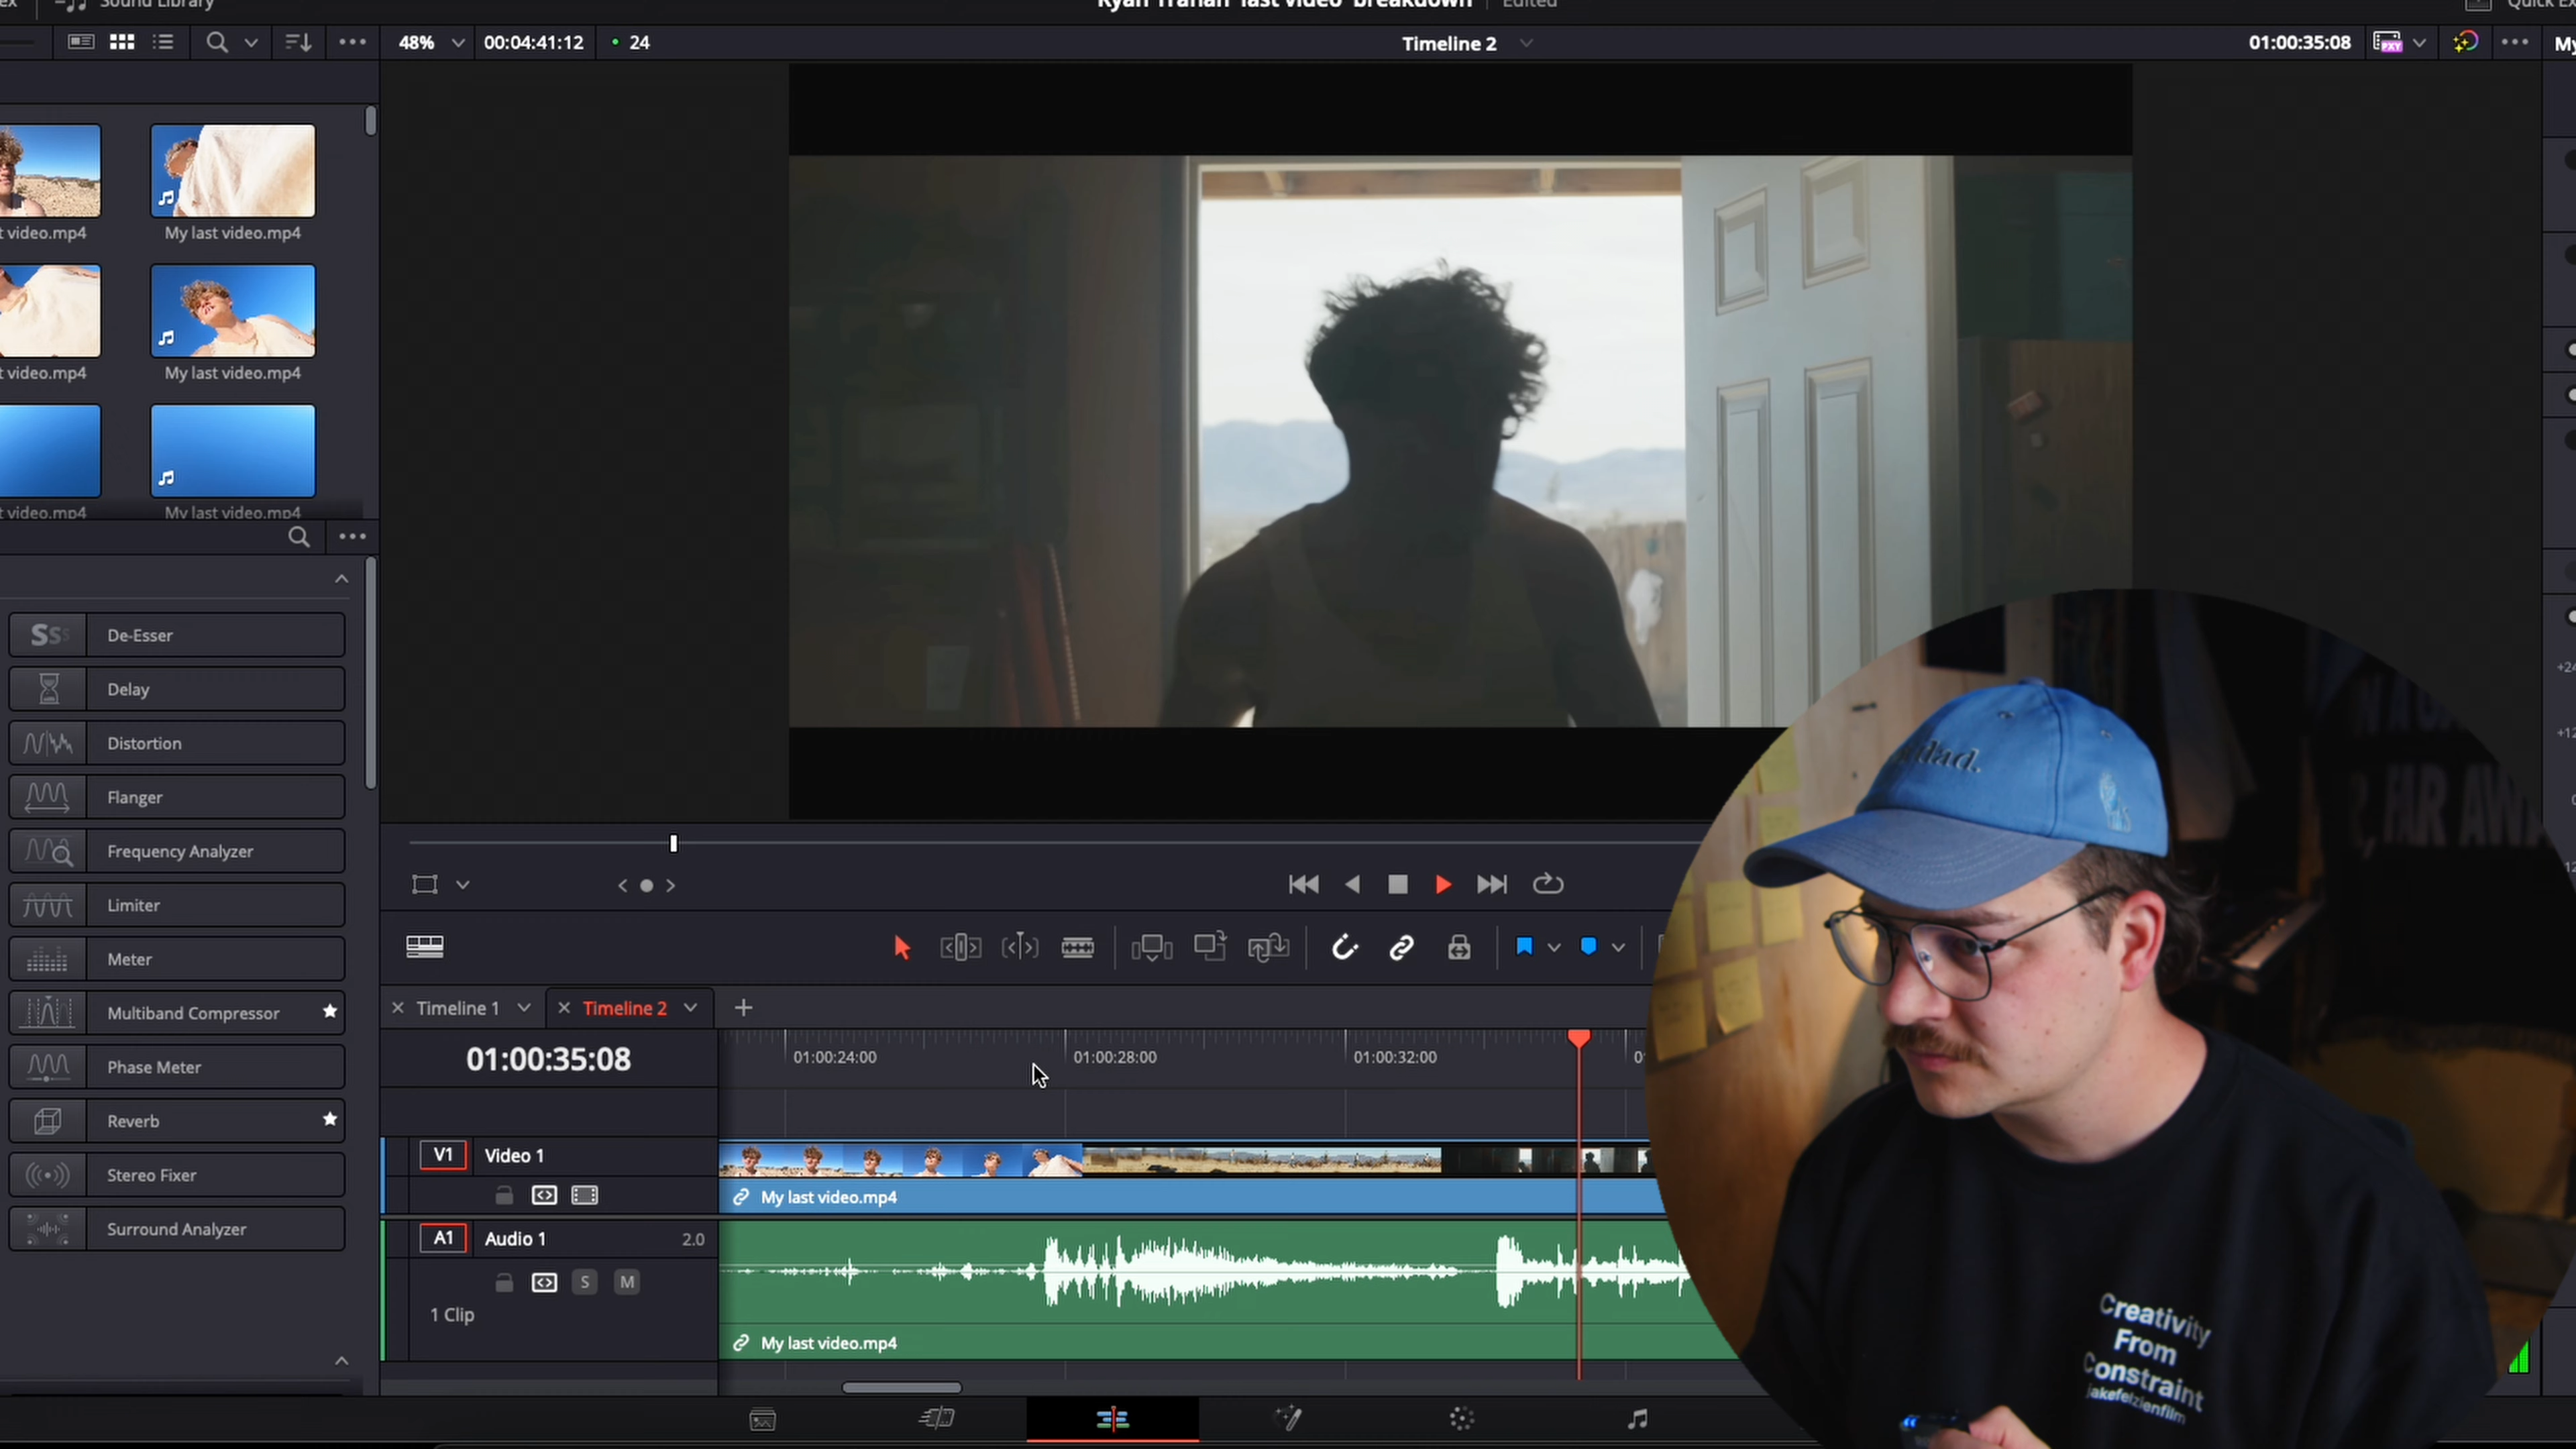 Sound Library
Ryan Trahan 'last video' breakdown
Edited
48%
00:04:41:12
24
Timeline 2
01:00:35:08
PXY
t video.mp4
My last video.mp4
t video.mp4
My last video.mp4
t video.mp4
My last video.mp4
De-Esser
Delay
Distortion
Flanger
Frequency Analyzer
Limiter
Meter
Multiband Compressor
Phase Meter
Reverb
Stereo Fixer
Surround Analyzer
Timeline 1
Timeline 2
01:00:35:08
01:00:24:00
01:00:28:00
01:00:32:00
V1
Video 1
My last video.mp4
A1
Audio 1
2.0
S
M
1 Clip
My last video.mp4
dad.
FAR AW
Creativity
From
Constraint
jakefelzienfilm